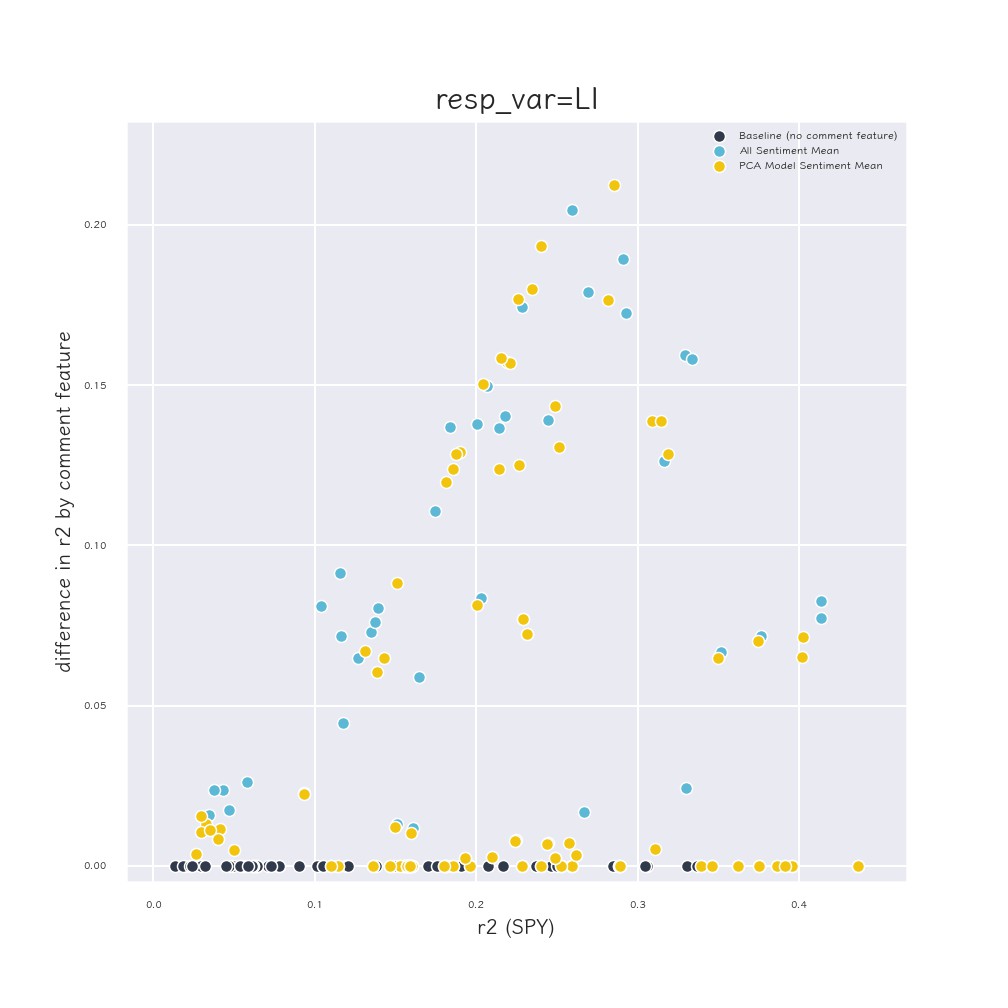 resp_var=LI
Baseline (no comment feature)
All Sentiment Mean
PCA Model Sentiment Mean
difference in r2 by comment feature
0.20
0.15
0.10
0.05
0.00
0.0
0.1
0.2
0.3
0.4
r2 (SPY)